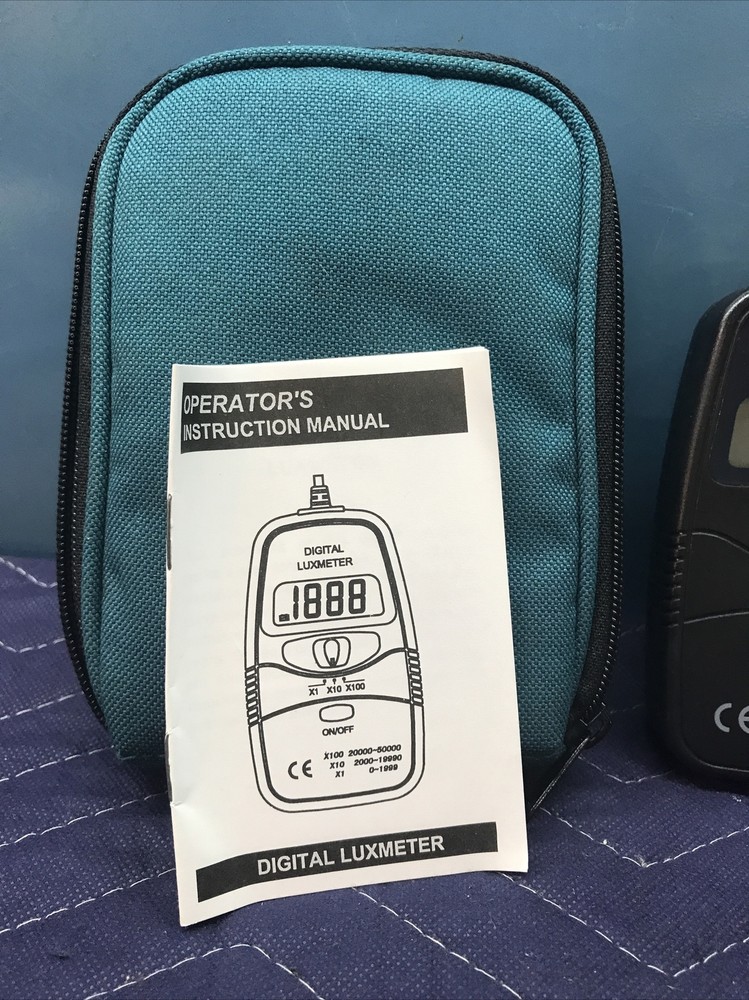 OPERATOR'S
INSTRUCTION MANUAL
DIGITAL
LUXMETER
1888
X1 X10 X100
ON/OFF
X100 20000-50000
X10 2000-19990
X1 0-1999
CE
DIGITAL LUXMETER
CE